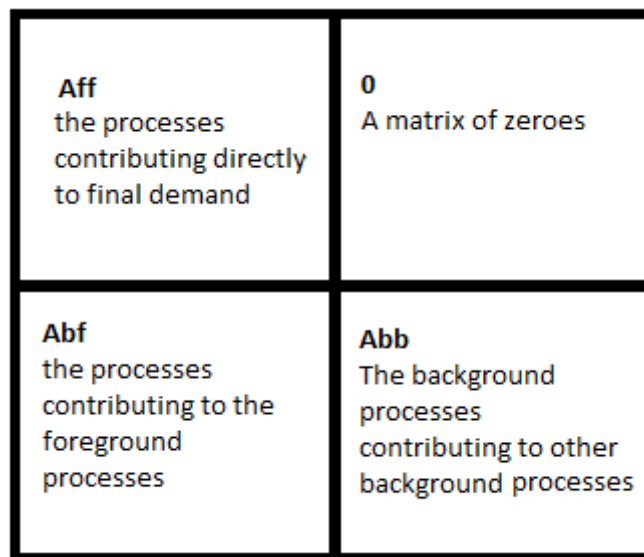 Aff
the processes
contributing directly
to final demand
0
A matrix of zeroes
Abf
the processes
contributing to the
foreground
processes
Abb
The background
processes
contributing to other
background processes